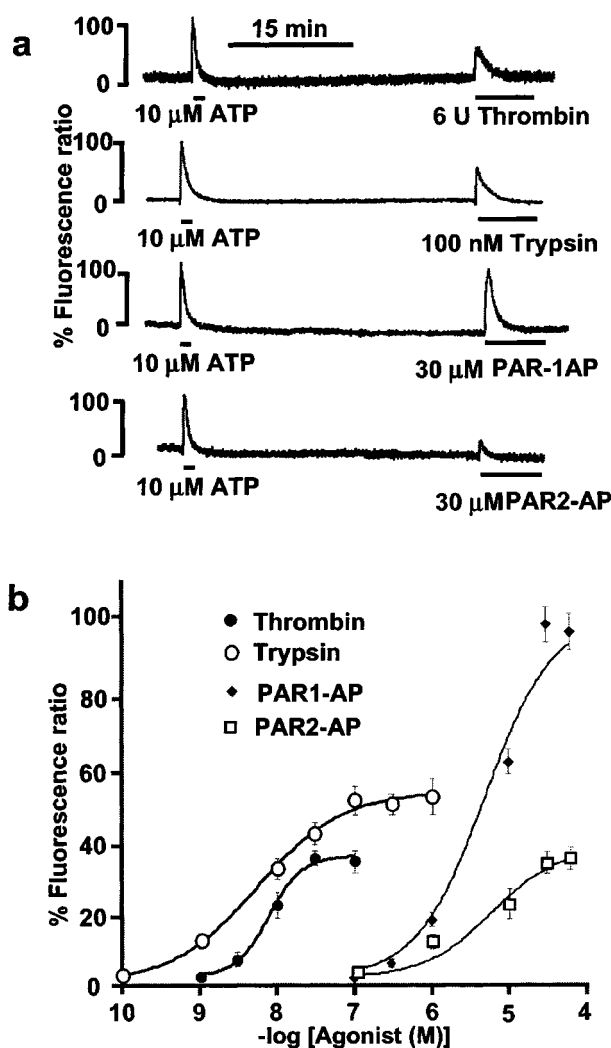 a
% Fluorescence ratio
100
0
15 min
10 μM ATP
6 U Thrombin
100
0
10 μM ATP
100 nM Trypsin
100
0
10 μM ATP
30 μM PAR-1AP
100
0
10 μM ATP
30 μMPAR2-AP
b
% Fluorescence ratio
100
80
60
40
20
0
Thrombin
Trypsin
PAR1-AP
PAR2-AP
10 9 8 7 6 5 4
-log [Agonist (M)]